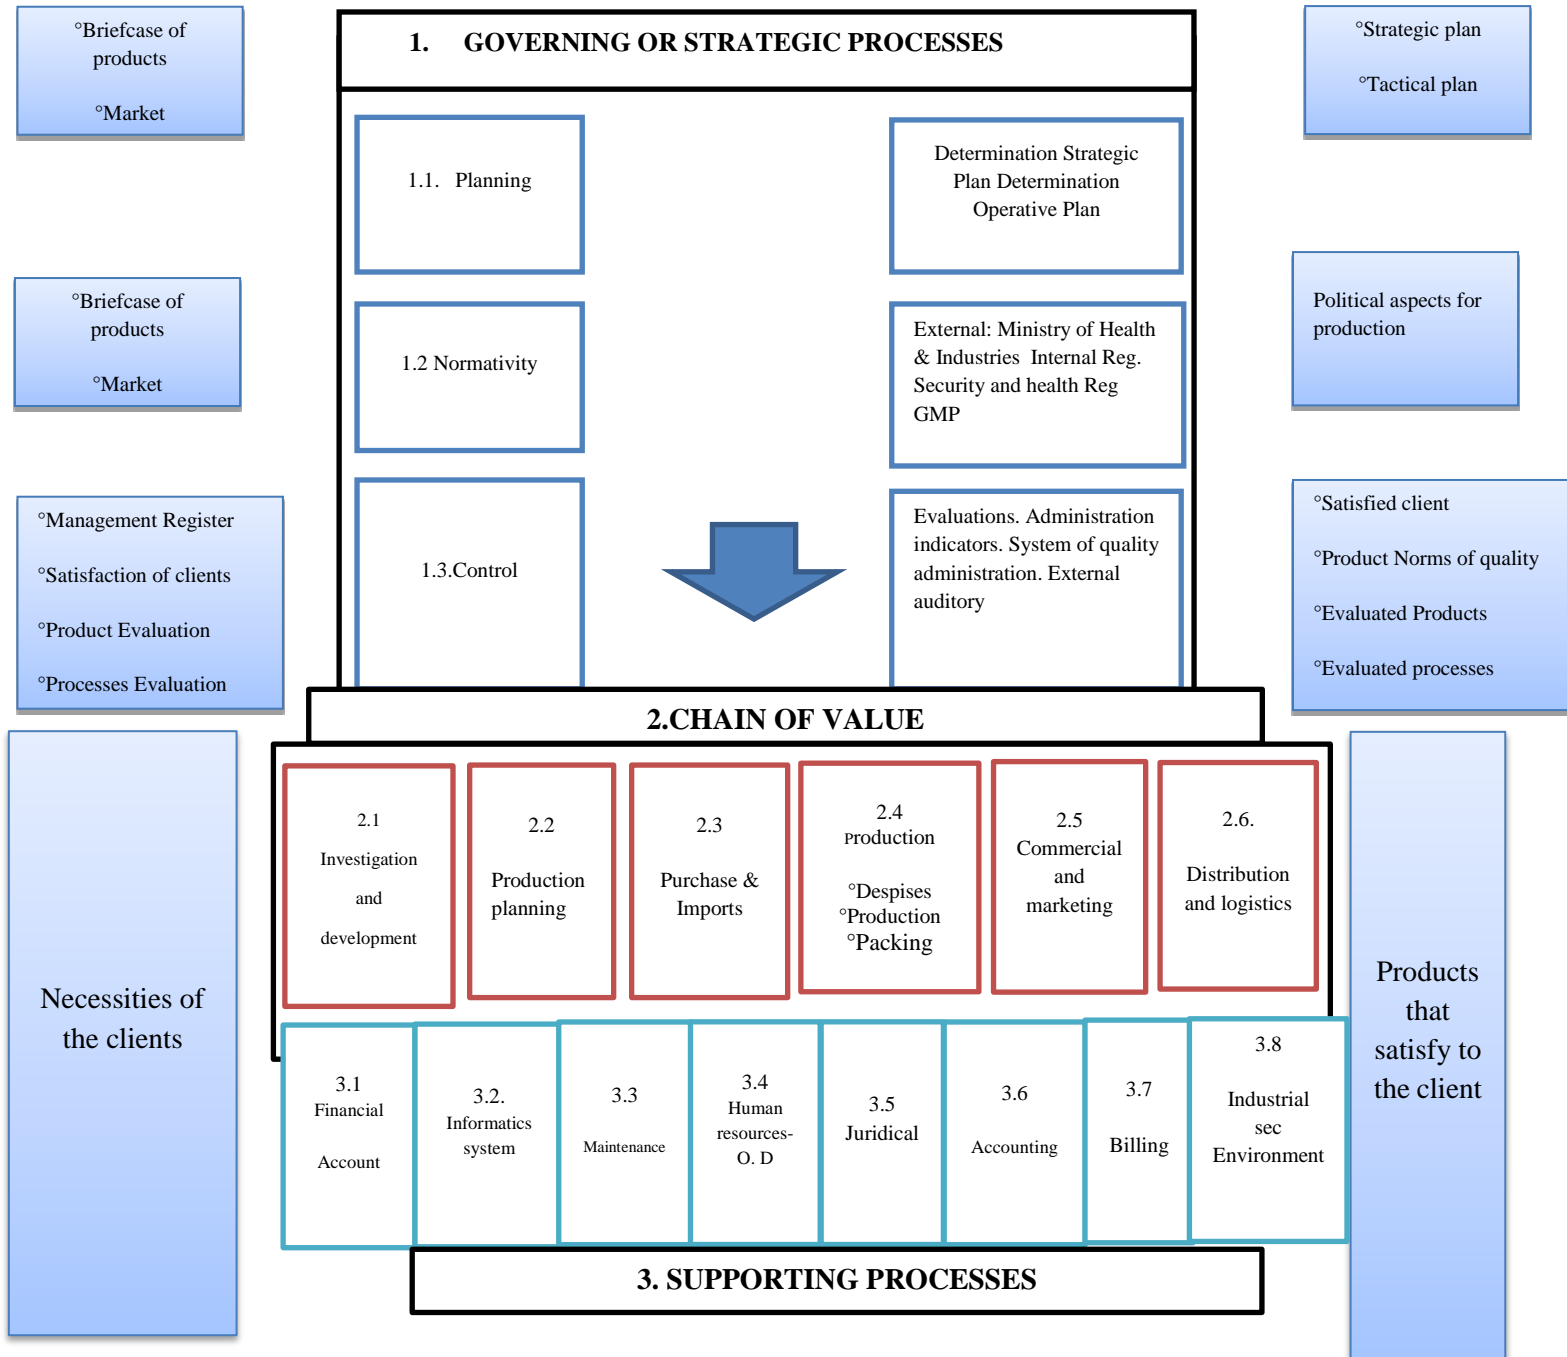 °Briefcase of
products
°Market
1. GOVERNING OR STRATEGIC PROCESSES
°Strategic plan
°Tactical plan
1.1. Planning
Determination Strategic
Plan Determination
Operative Plan
°Briefcase of
products
°Market
1.2 Normativity
External: Ministry of Health
& Industries Internal Reg.
Security and health Reg
GMP
Political aspects for
production
°Management Register
°Satisfaction of clients
°Product Evaluation
°Processes Evaluation
1.3.Control
Evaluations. Administration
indicators. System of quality
administration. External
auditory
°Satisfied client
°Product Norms of quality
°Evaluated Products
°Evaluated processes
2.CHAIN OF VALUE
Necessities of
the clients
2.1
Investigation
and
development
2.2
Production
planning
2.3
Purchase &
Imports
2.4
Production
°Despises
°Production
°Packing
2.5
Commercial
and
marketing
2.6.
Distribution
and logistics
Products
that
satisfy to
the client
3.1
Financial
Account
3.2.
Informatics
system
3.3
Maintenance
3.4
Human
resources-
O. D
3.5
Juridical
3.6
Accounting
3.7
Billing
3.8
Industrial
sec
Environment
3. SUPPORTING PROCESSES